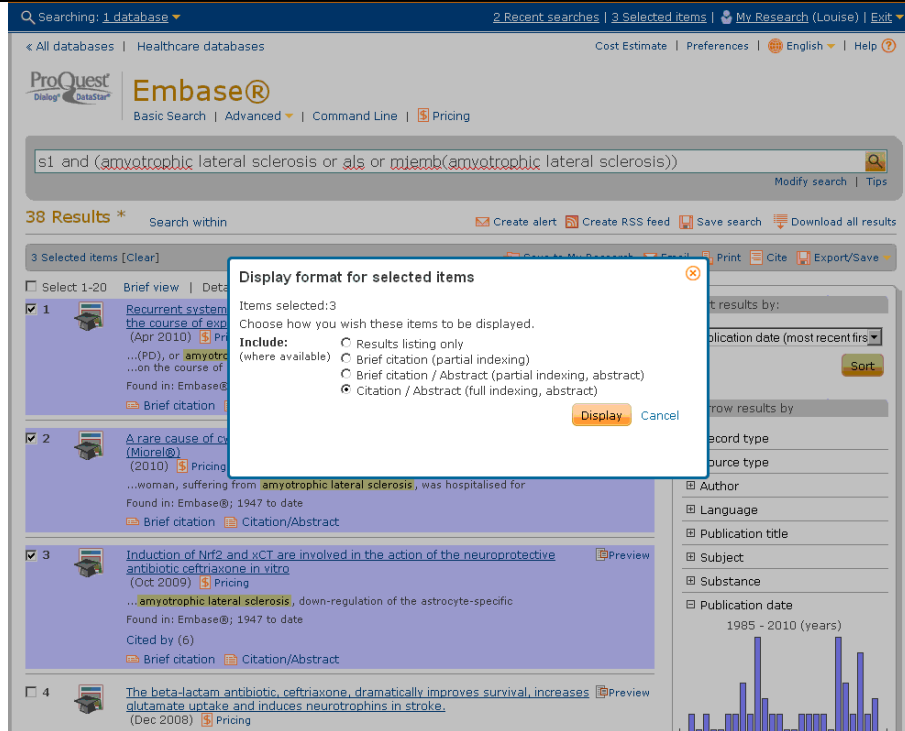 Searching: 1 database
2 Recent searches | 3 Selected items | My Research (Louise) | Exit
« All databases | Healthcare databases
Cost Estimate | Preferences | English | Help ?
ProQuest
Dialog® DataStar®
Embase®
Basic Search | Advanced | Command Line | $ Pricing
s1 and (amyotrophic lateral sclerosis or als or mjemb(amyotrophic lateral sclerosis))
Modify search | Tips
38 Results *
Search within
Create alert Create RSS feed Save search Download all results
3 Selected items [Clear]
Save to My Research Email Print Cite Export/Save
Select 1-20 Brief view |
1
Recurrent
the course of
(Apr 2010) $
...(PD), or
...on the course of
Found in: Embase®
Brief citation
Display format for selected items
Items selected:3
Choose how you wish these items to be displayed.
Include:
(where available)
Results listing only
Brief citation (partial indexing)
Brief citation / Abstract (partial indexing, abstract)
Citation / Abstract (full indexing, abstract)
Display Cancel
results by:
(most recent firs
Sort
results by
type
type
Author
Language
Publication title
Subject
Substance
Publication date
1985 - 2010 (years)
2
A rare cause of
(Miorel®)
(2010) $ Pricing
...woman, suffering from amyotrophic lateral sclerosis, was hospitalised for
Found in: Embase®; 1947 to date
Brief citation Citation/Abstract
3
Induction of Nrf2 and xCT are involved in the action of the neuroprotective
antibiotic ceftriaxone in vitro
Preview
(Oct 2009) $ Pricing
...amyotrophic lateral sclerosis, down-regulation of the astrocyte-specific
Found in: Embase®; 1947 to date
Cited by (6)
Brief citation Citation/Abstract
4
The beta-lactam antibiotic, ceftriaxone, dramatically improves survival, increases
glutamate uptake and induces neurotrophins in stroke.
Preview
(Dec 2008) $ Pricing